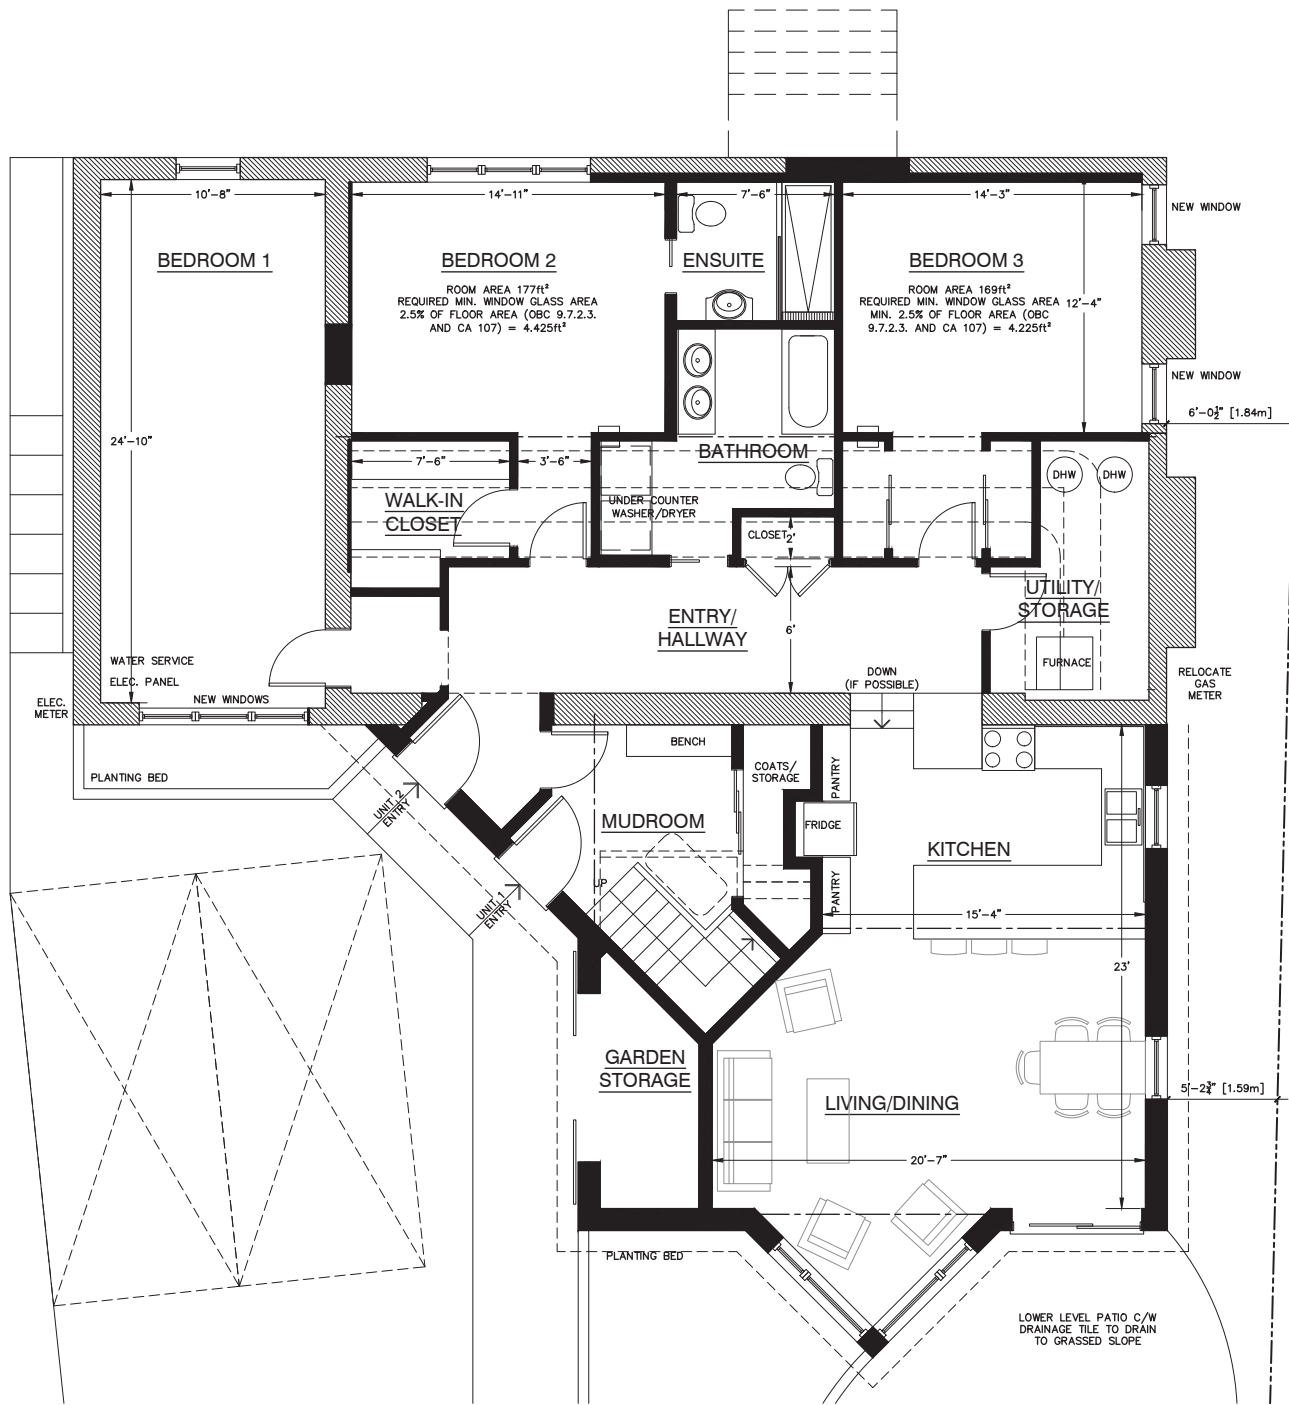 10'-8"
14'-11"
7'-6"
14'-3"
NEW WINDOW
BEDROOM 1
BEDROOM 2
ENSUITE
BEDROOM 3
ROOM AREA 177ft²
REQUIRED MIN. WINDOW GLASS AREA
2.5% OF FLOOR AREA (OBC 9.7.2.3.
AND CA 107) = 4.425ft²
ROOM AREA 169ft²
REQUIRED MIN. WINDOW GLASS AREA
MIN. 2.5% OF FLOOR AREA (OBC
9.7.2.3. AND CA 107) = 4.225ft²
12'-4"
NEW WINDOW
6'-0½" [1.84m]
24'-10"
7'-6"
3'-6"
BATHROOM
DHW
DHW
WALK-IN
CLOSET
UNDER COUNTER
WASHER/DRYER
CLOSET
2'
UTILITY/
STORAGE
ENTRY/
HALLWAY
6'
FURNACE
WATER SERVICE
ELEC. PANEL
NEW WINDOWS
ELEC.
METER
DOWN
(IF POSSIBLE)
RELOCATE
GAS
METER
BENCH
COATS/
STORAGE
PANTRY
PLANTING BED
UNIT 2
ENTRY
MUDROOM
FRIDGE
KITCHEN
UP
PANTRY
UNIT 1
ENTRY
15'-4"
23'
GARDEN
STORAGE
LIVING/DINING
5'-2¾" [1.59m]
20'-7"
PLANTING BED
LOWER LEVEL PATIO C/W
DRAINAGE TILE TO DRAIN
TO GRASSED SLOPE